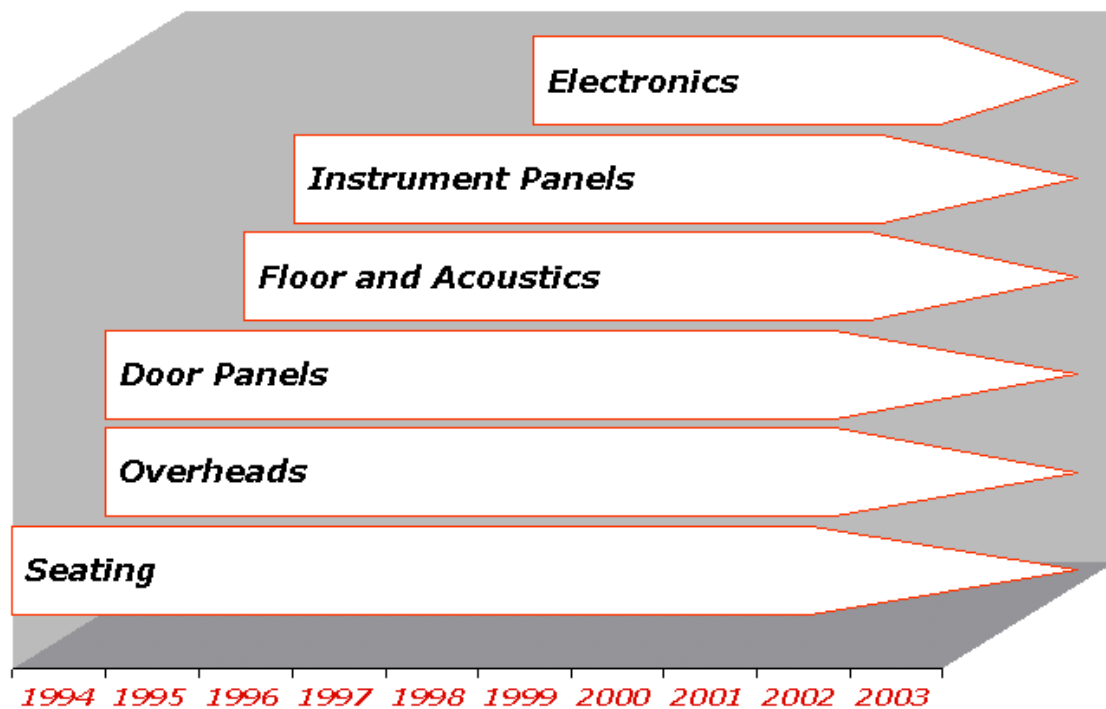 Electronics
Instrument Panels
Floor and Acoustics
Door Panels
Overheads
Seating
1994 1995 1996 1997 1998 1999 2000 2001 2002 2003